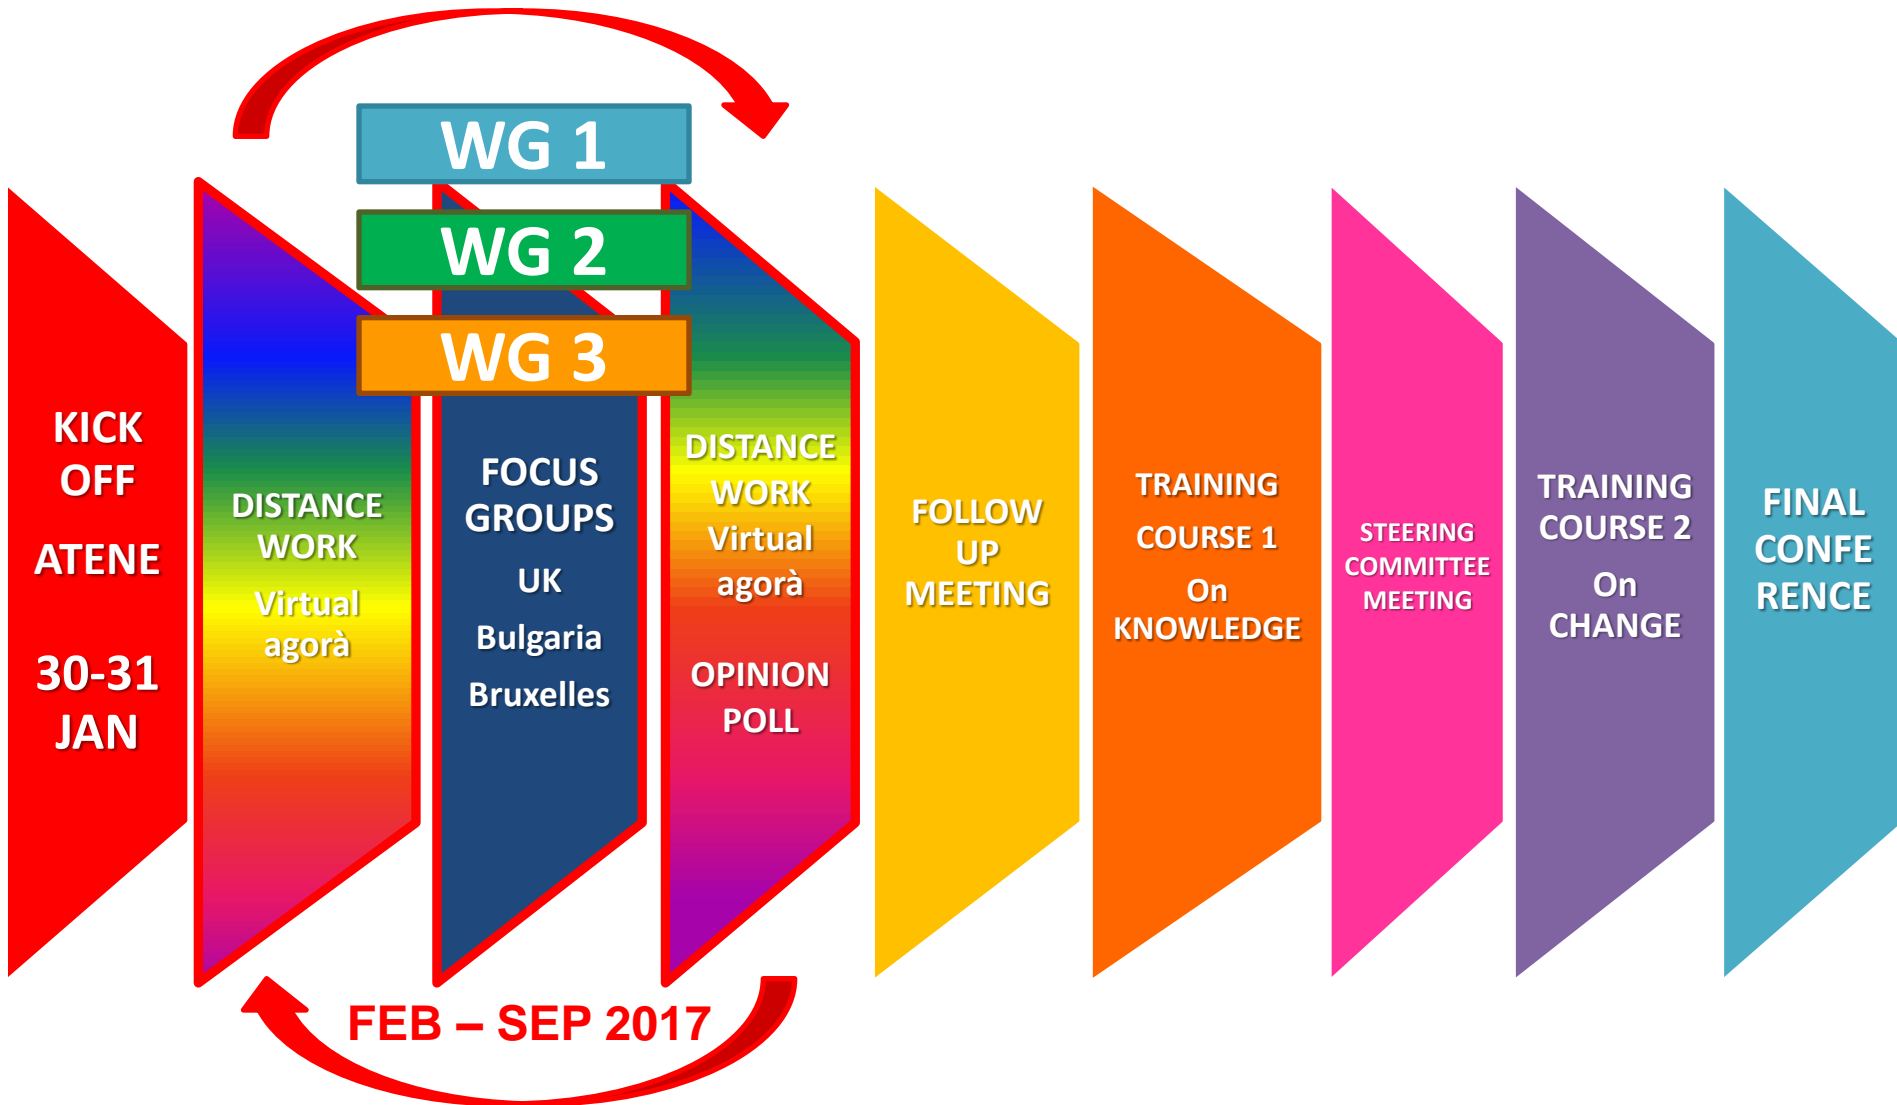 WG 1
WG 2
WG 3
KICK
OFF
ATENE
30-31
JAN
DISTANCE
WORK
Virtual
agorà
FOCUS
GROUPS
UK
Bulgaria
Bruxelles
DISTANCE
WORK
Virtual
agorà
OPINION
POLL
FOLLOW
UP
MEETING
TRAINING
COURSE 1
On
KNOWLEDGE
STEERING
COMMITTEE
MEETING
TRAINING
COURSE 2
On
CHANGE
FINAL
CONFE
RENCE
FEB – SEP 2017